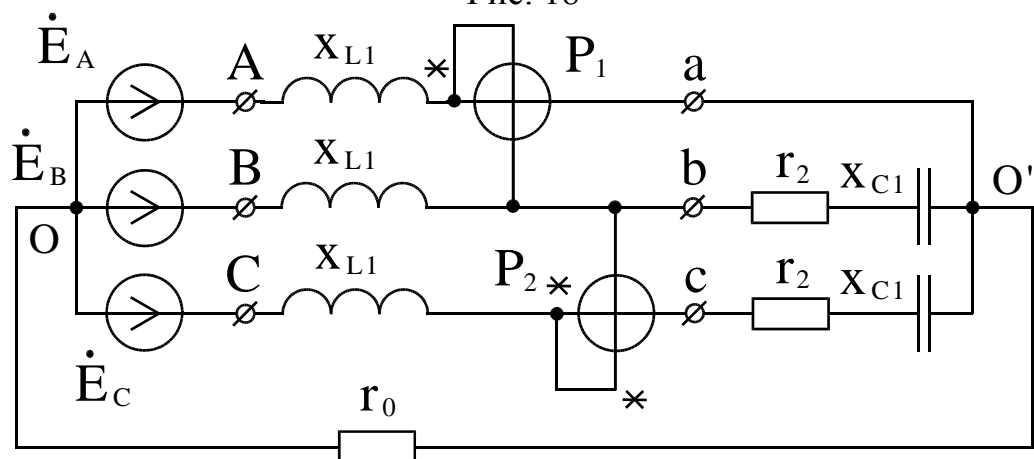 Рис. 18
Ė_A A x_L1 * P_1 a
Ė_B B x_L1 b r_2 x_C1 O'
O
C x_L1 P_2 * c r_2 x_C1
Ė_C *
r_0